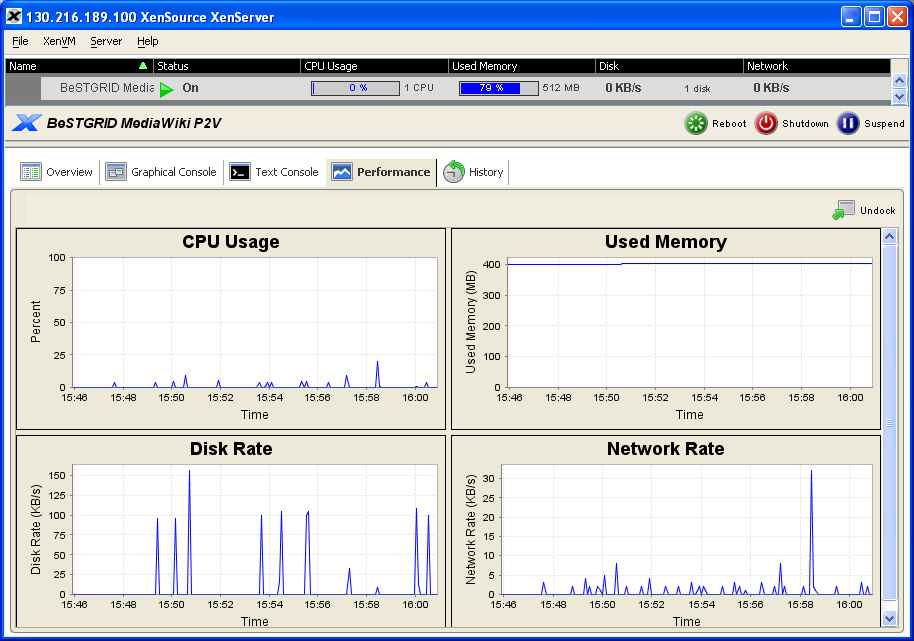 130.216.189.100 XenSource XenServer
File XenVM Server Help
Name Status CPU Usage Used Memory Disk Network
BeSTGRID Media On 0 % 1 CPU 79 % 512 MB 0 KB/s 1 disk 0 KB/s
BeSTGRID MediaWiki P2V Reboot Shutdown Suspend
Overview Graphical Console Text Console Performance History
Undock
CPU Usage
Percent
100
75
50
25
0
15:46 15:48 15:50 15:52 15:54 15:56 15:58 16:00
Time
Used Memory
Used Memory (MB)
400
300
200
100
0
15:46 15:48 15:50 15:52 15:54 15:56 15:58 16:00
Time
Disk Rate
Disk Rate (KB/s)
150
125
100
75
50
25
0
15:46 15:48 15:50 15:52 15:54 15:56 15:58 16:00
Time
Network Rate
Network Rate (KB/s)
30
25
20
15
10
5
0
15:46 15:48 15:50 15:52 15:54 15:56 15:58 16:00
Time